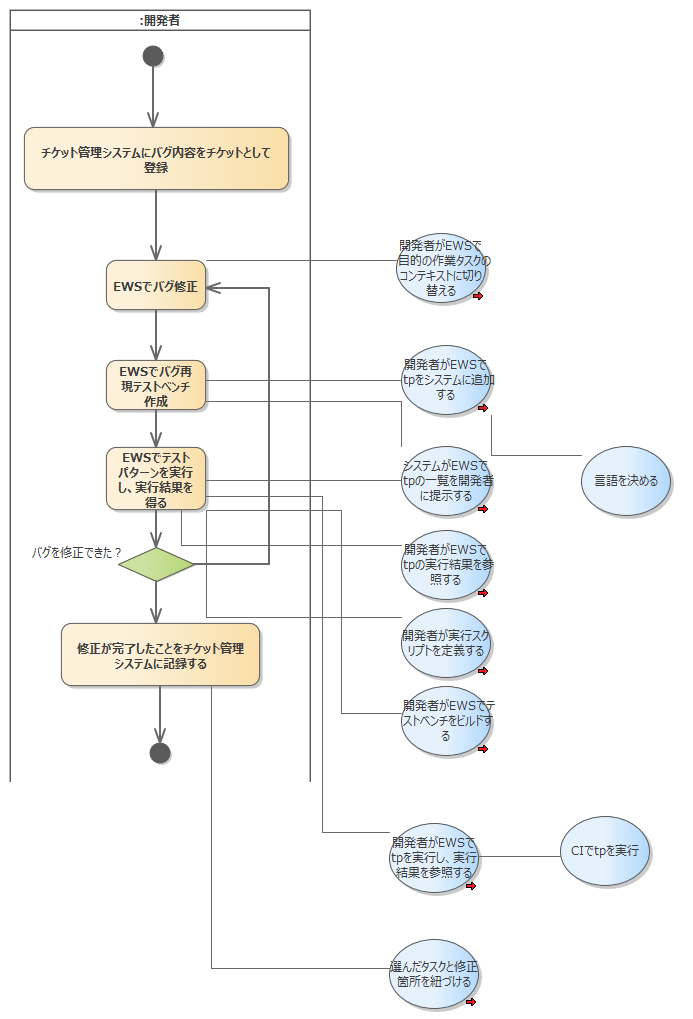 :開発者
チケット管理システムにバグ内容をチケットとして
登録
EWSでバグ修正
EWSでバグ再
現テストベンチ
作成
EWSでテスト
パターンを実行
し、実行結果を
得る
バグを修正できた？
修正が完了したことをチケット管理
システムに記録する
開発者がEWSで
目的の作業タスクの
コンテキストに切り
替える
開発者がEWSで
tpをシステムに追加
する
言語を決める
システムがEWSで
tpの一覧を開発者
に提示する
開発者がEWSで
tpの実行結果を参
照する
開発者が実行スク
リプトを定義する
開発者がEWSでテ
ストベンチをビルドす
る
開発者がEWSで
tpを実行し、実行
結果を参照する
CIでtpを実行
選んだタスクと修正
箇所を紐づける